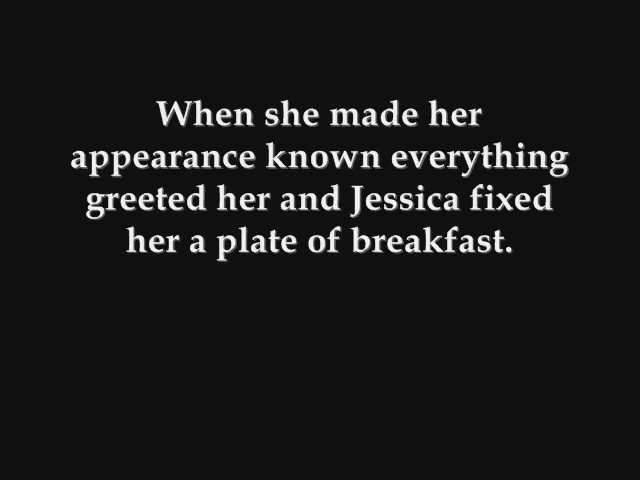 When she made her
appearance known everything
greeted her and Jessica fixed
her a plate of breakfast.